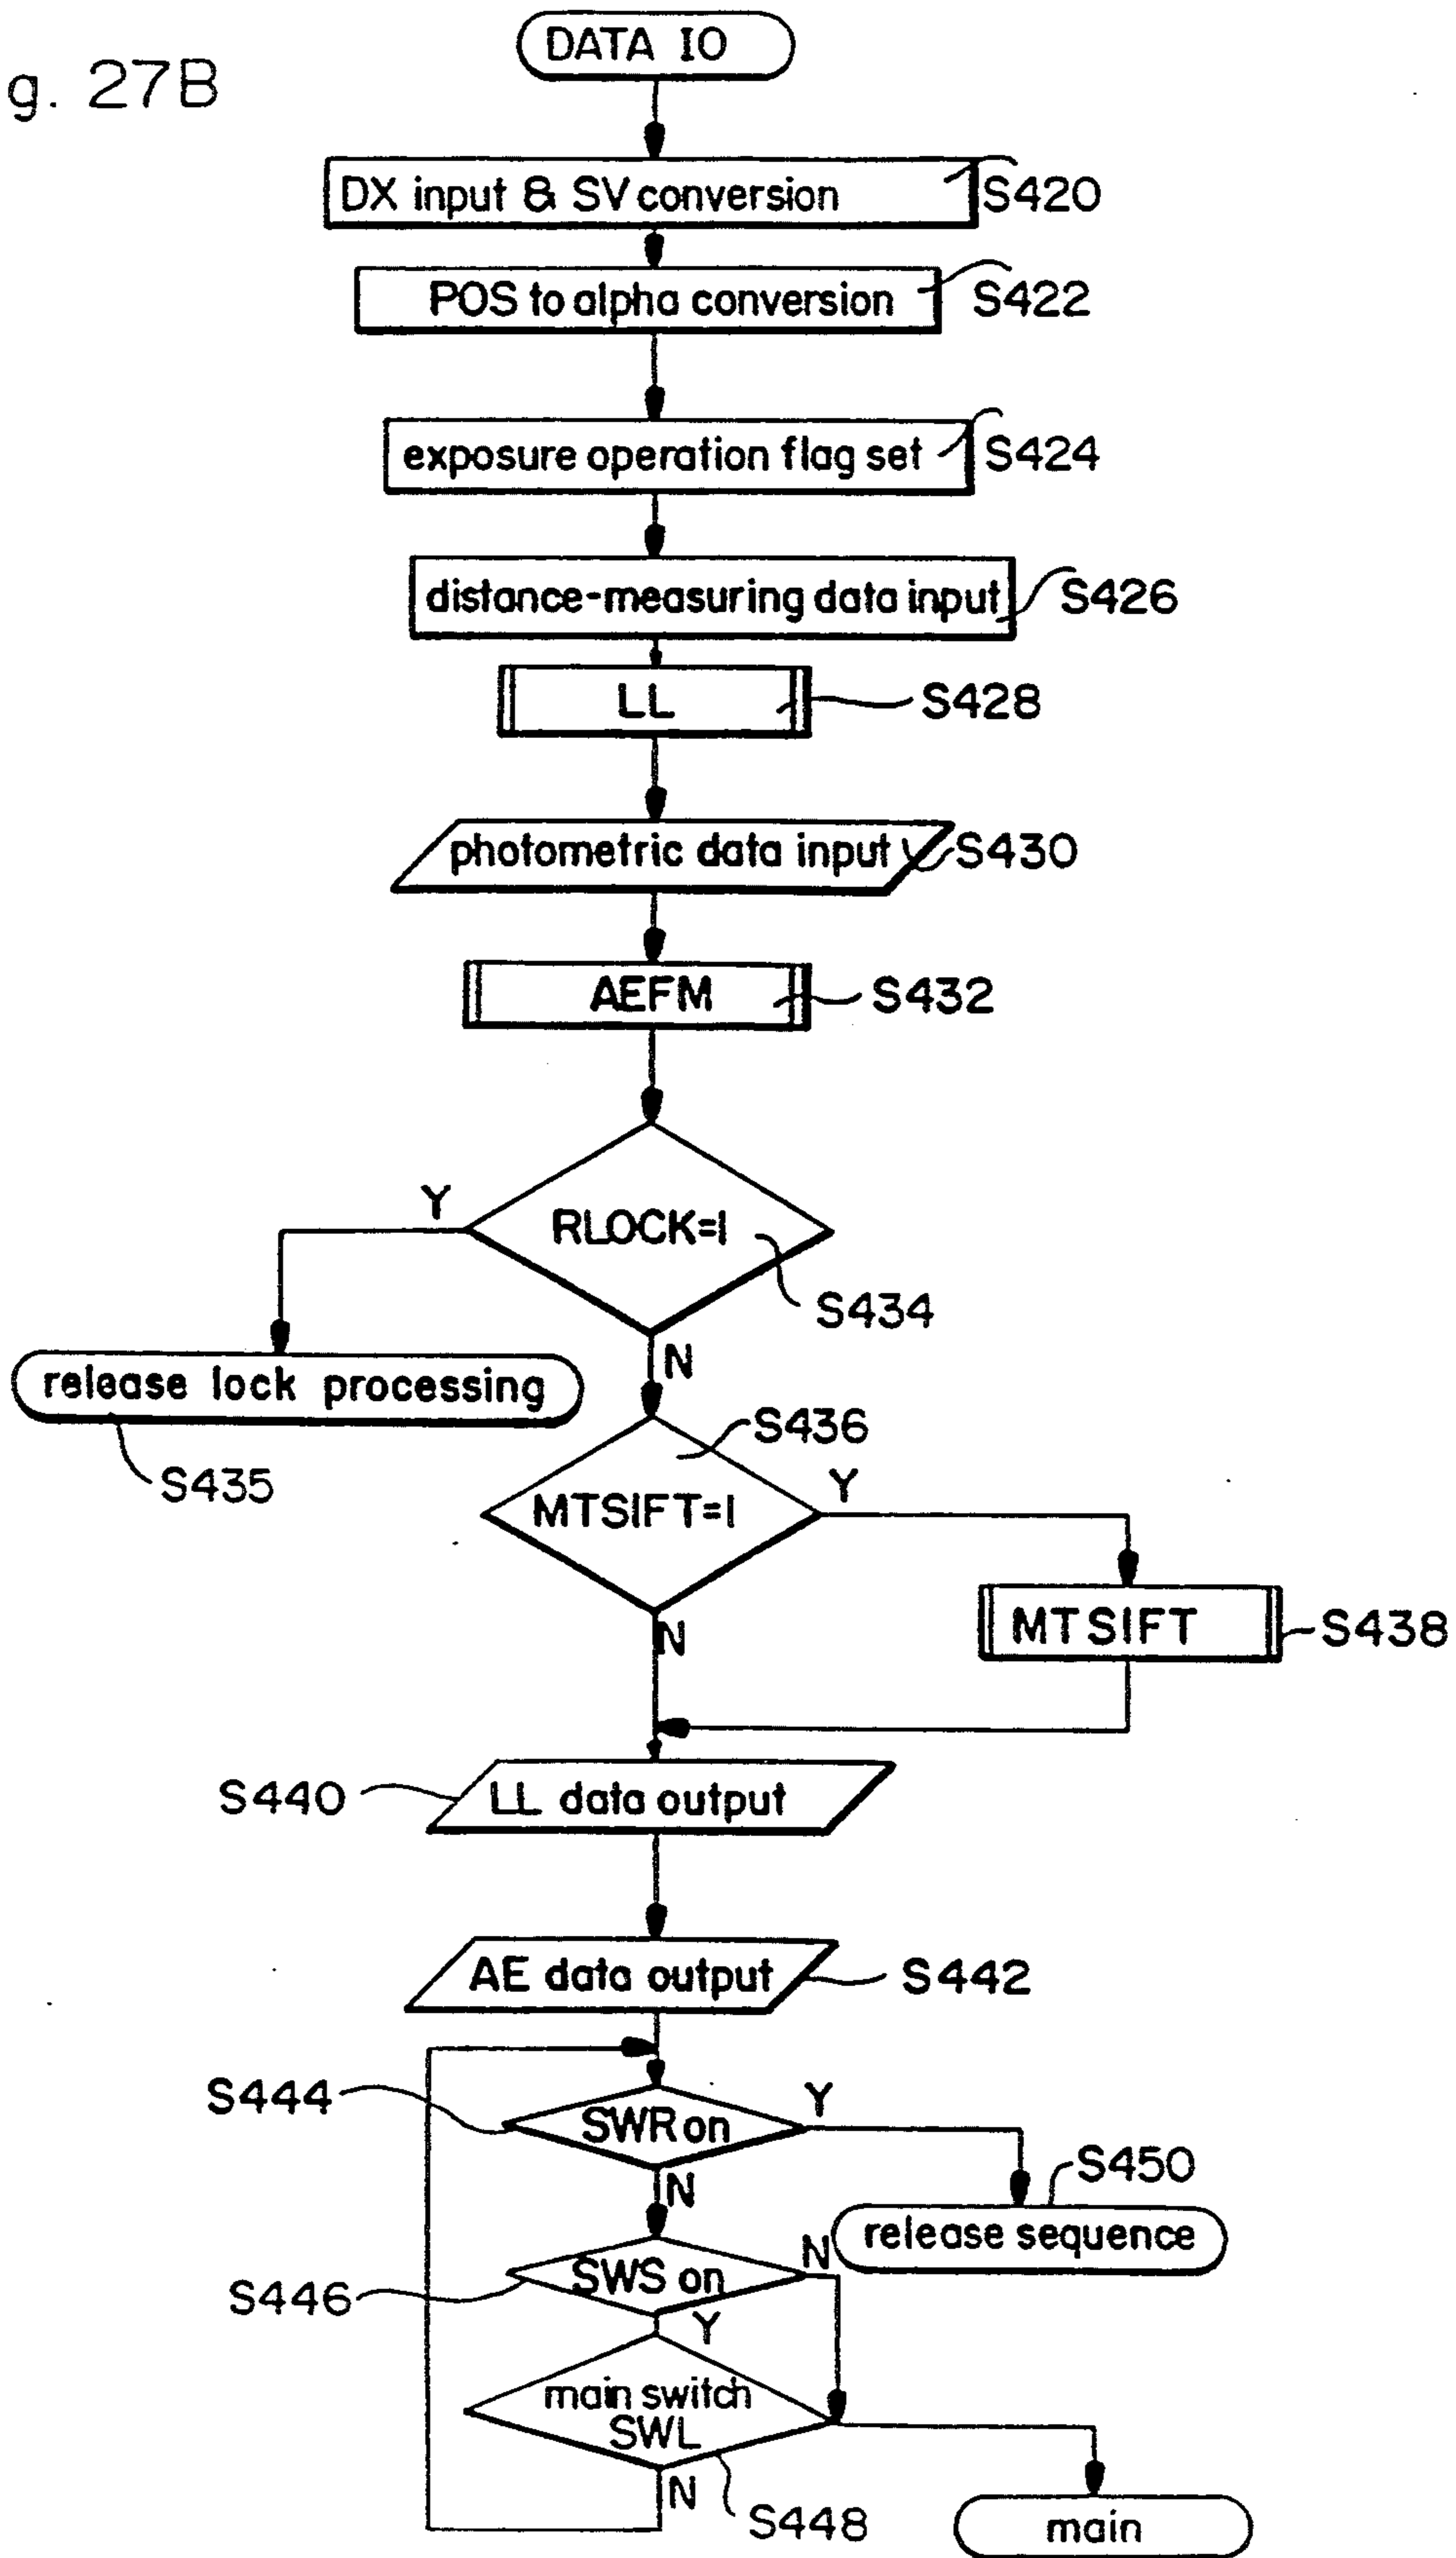 DATA IO
g. 27B
DX input & SV conversion
S420
POS to alpha conversion
S422
exposure operation flag set
S424
distance-measuring data input
S426
LL
S428
photometric data input
S430
AEFM
S432
Y
RLOCK=1
S434
N
release lock processing
S435
S436
MTSIFT=1
Y
MTSIFT
S438
N
S440
LL data output
AE data output
S442
S444
SWR on
Y
S450
N
release sequence
S446
SWS on
N
Y
main switch
SWL
N
S448
main